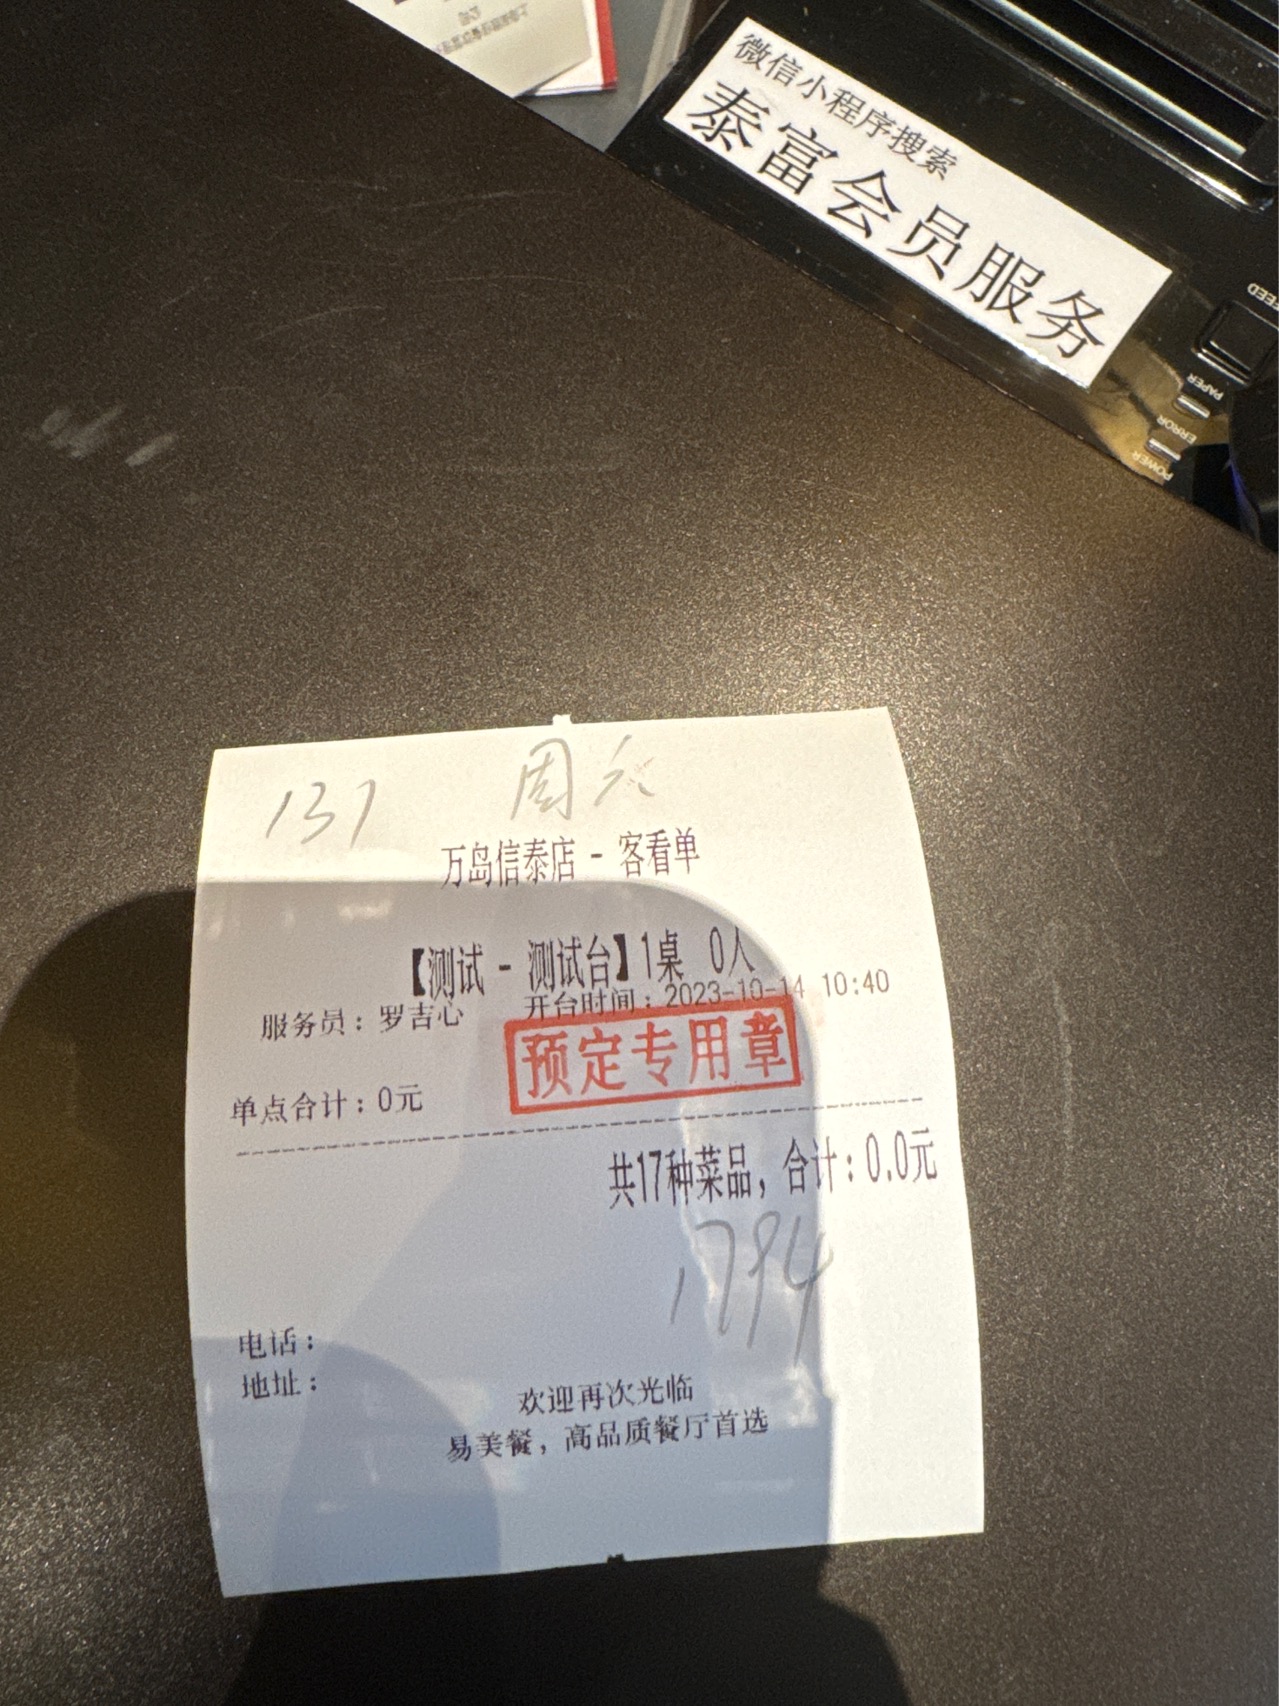 微信小程序搜索
泰富会员服务
FEED
PAPER
ERROR
POWER
137 周六
万岛信泰店 - 客看单
【测试 - 测试台】1桌 0人
服务员：罗吉心 开台时间：2023-10-14 10:40
预定专用章
单点合计：0元
共17种菜品，合计：0.0元
1794
电话：
地址：
欢迎再次光临
易美餐，高品质餐厅首选